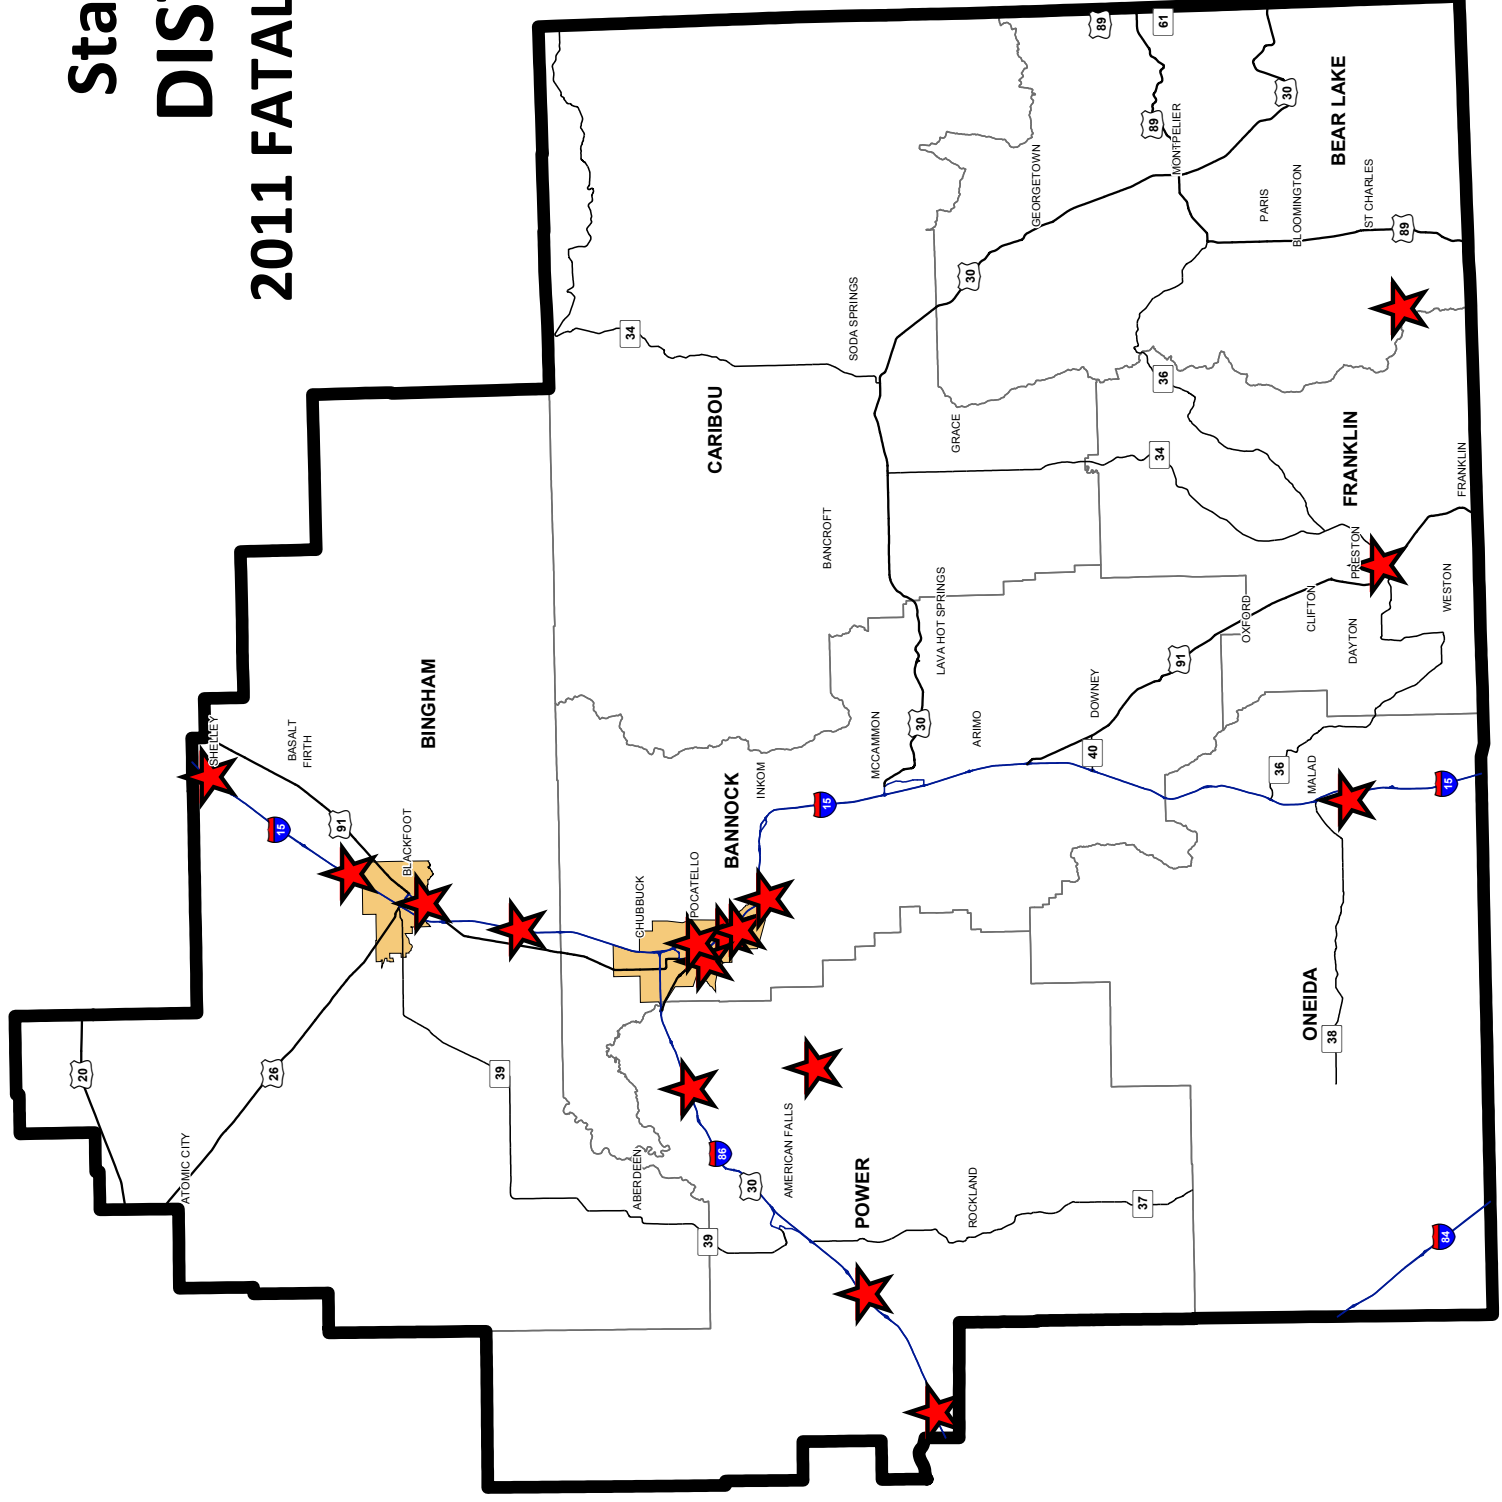 Sta
DIS
2011 FATAL
89
61
30
BEAR LAKE
89
MONTPELIER
GEORGETOWN
PARIS
BLOOMINGTON
ST CHARLES
89
30
SODA SPRINGS
34
CARIBOU
36
GRACE
34
FRANKLIN
FRANKLIN
BANCROFT
PRESTON
LAVA HOT SPRINGS
OXFORD
CLIFTON
DAYTON
WESTON
91
DOWNEY
BINGHAM
30
MCCAMMON
ARIMO
40
SHELLEY
BASALT
FIRTH
INKOM
36
MALAD
15
15
15
91
BLACKFOOT
BANNOCK
CHUBBUCK
POCATELLO
ONEIDA
38
20
26
39
ATOMIC CITY
ABERDEEN
86
30
AMERICAN FALLS
POWER
ROCKLAND
37
39
84